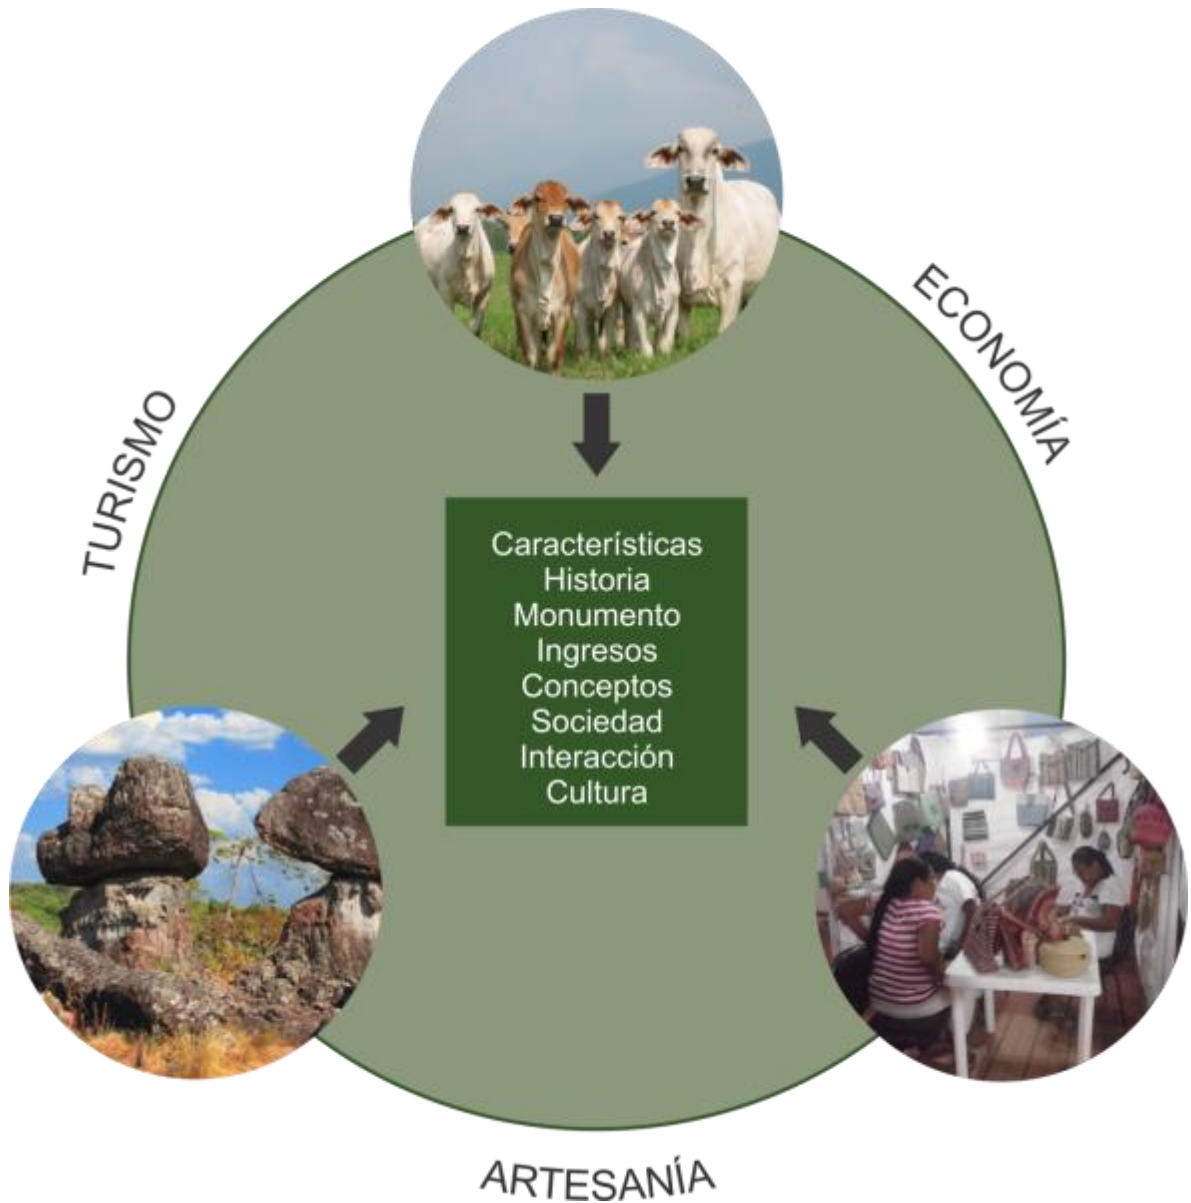 ECONOMÍA
TURISMO
Características
Historia
Monumento
Ingresos
Conceptos
Sociedad
Interacción
Cultura
ARTESANÍA